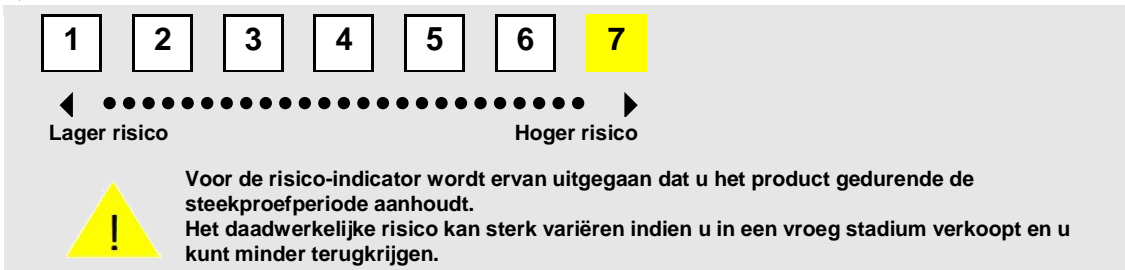 1 2 3 4 5 6 7
Lager risico Hoger risico
!
Voor de risico-indicator wordt ervan uitgegaan dat u het product gedurende de
steekproefperiode aanhoudt.
Het daadwerkelijke risico kan sterk variëren indien u in een vroeg stadium verkoopt en u
kunt minder terugkrijgen.